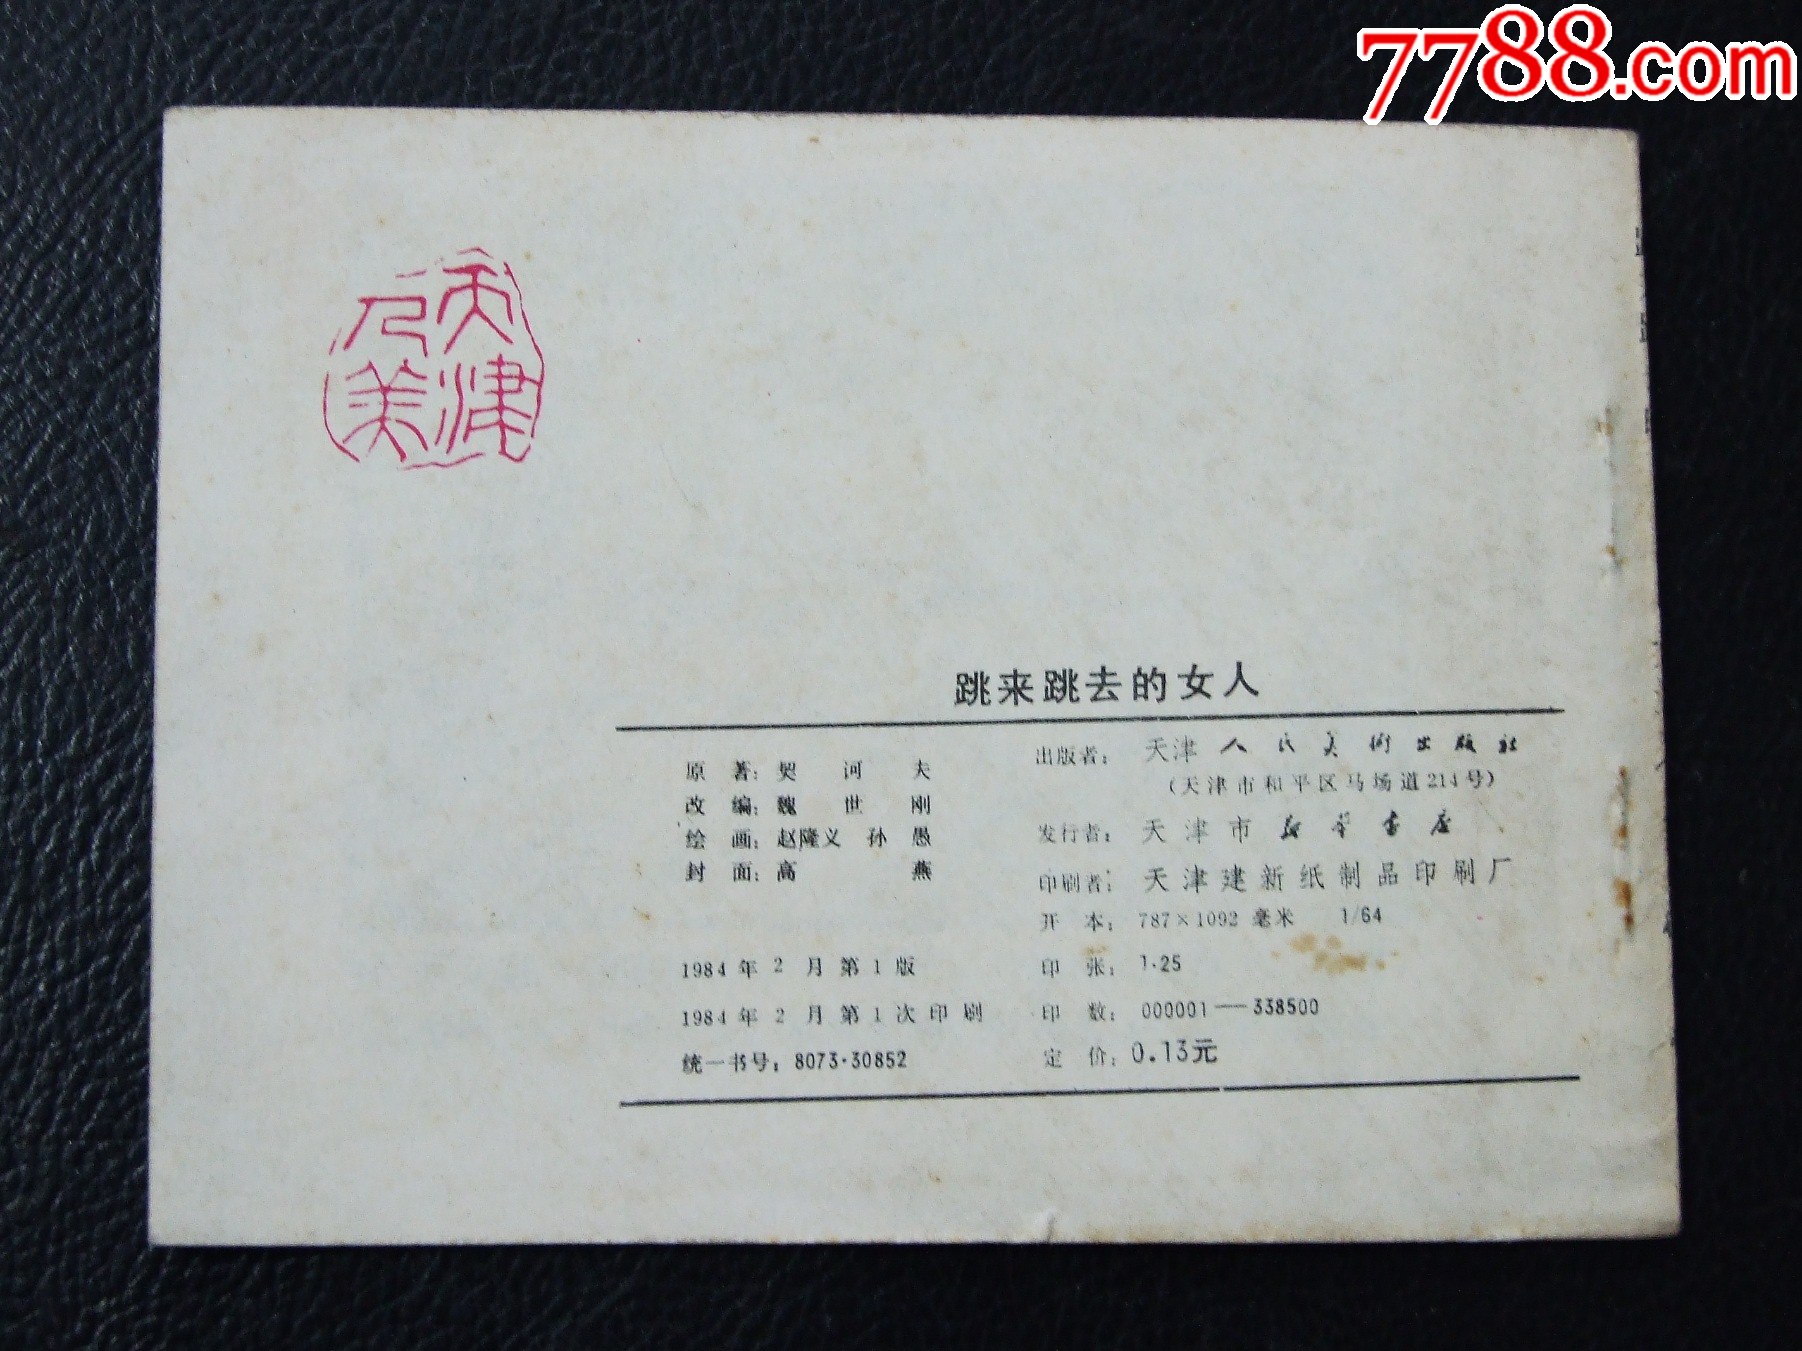 7788.com
天津
人美
跳来跳去的女人
原 著：契 诃 夫
改 编：魏 世 刚
绘 画：赵隆义 孙 愚
封 面：高 燕
1984年2月第1版
1984年2月第1次印刷
统一书号：8073·30852
出版者：天津人民美術出版社
（天津市和平区马场道214号）
发行者：天津市新华书店
印刷者：天津建新纸制品印刷厂
开 本：787×1092毫米 1/64
印 张：1·25
印 数：000001—338500
定 价：0.13元